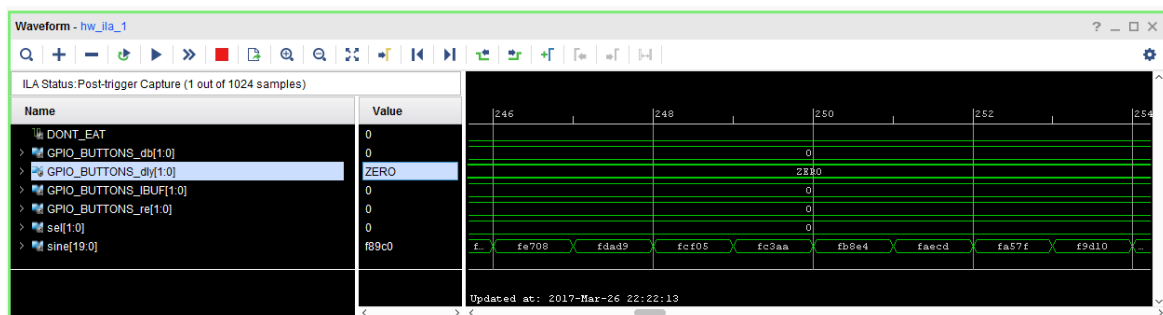 Waveform - hw_ila_1
ILA Status:Post-trigger Capture (1 out of 1024 samples)
Name Value
246 248 250 252 254
DONT_EAT 0
GPIO_BUTTONS_db[1:0] 0 0
GPIO_BUTTONS_dly[1:0] ZERO ZERO
GPIO_BUTTONS_IBUF[1:0] 0 0
GPIO_BUTTONS_re[1:0] 0 0
sel[1:0] 0 0
sine[19:0] f89c0 f… fe708 fdad9 fcf05 fc3aa fb8e4 faecd fa57f f9d10 …
Updated at: 2017-Mar-26 22:22:13